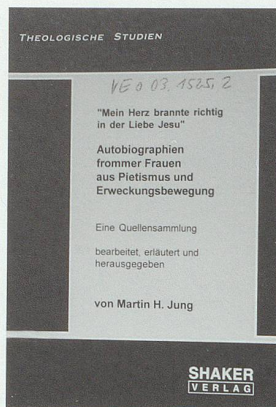 THEOLOGISCHE STUDIEN
VE 0 03. 1525, 2
"Mein Herz brannte richtig
in der Liebe Jesu"
Autobiographien
frommer Frauen
aus Pietismus und
Erweckungsbewegung
Eine Quellensammlung
bearbeitet, erläutert und
herausgegeben
von Martin H. Jung
SHAKER
VERLAG